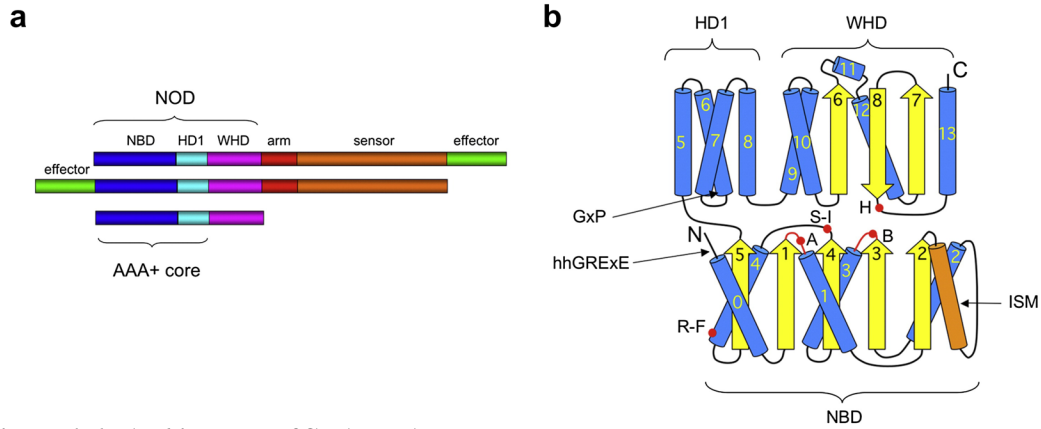 a
NOD
NBD HD1 WHD arm sensor effector
effector
AAA+ core
b
HD1 WHD
11 C
6 8 7
6 12
5 7 8 10 13
9
GxP
H
S-I
N A B
hhGRExE
5 4 1 4 3 3 2 2
0 1
ISM
R-F
NBD